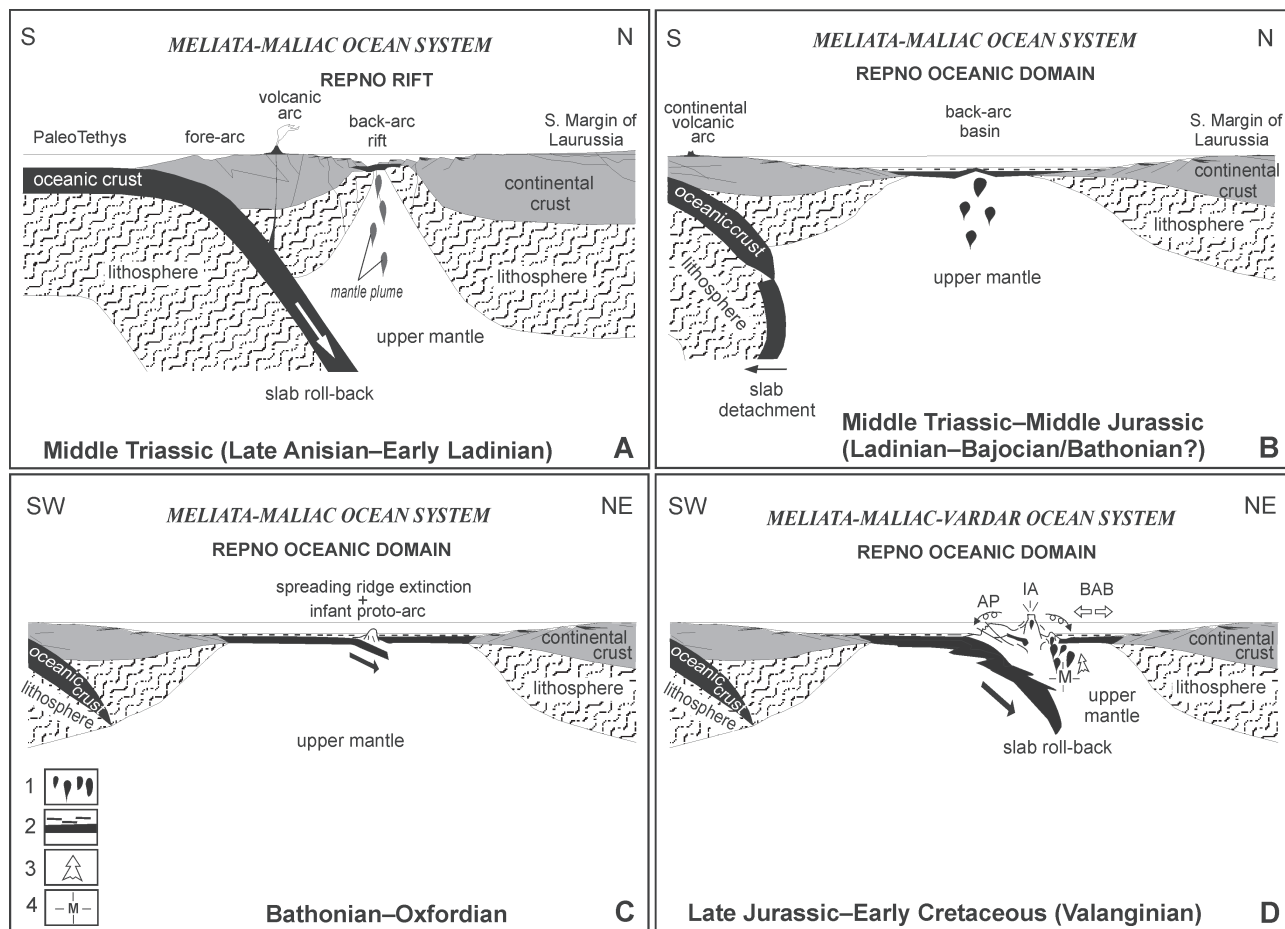 S
N
MELIATA-MALIAC OCEAN SYSTEM
REPNO RIFT
volcanic
arc
PaleoTethys
fore-arc
back-arc
rift
S. Margin of
Laurussia
oceanic crust
continental
crust
lithosphere
lithosphere
mantle plume
upper mantle
slab roll-back
Middle Triassic (Late Anisian–Early Ladinian)
A
S
N
MELIATA-MALIAC OCEAN SYSTEM
REPNO OCEANIC DOMAIN
continental
volcanic
arc
back-arc
basin
S. Margin of
Laurussia
oceanic crust
continental
crust
lithosphere
lithosphere
upper mantle
slab
detachment
Middle Triassic–Middle Jurassic
(Ladinian–Bajocian/Bathonian?)
B
SW
NE
MELIATA-MALIAC OCEAN SYSTEM
REPNO OCEANIC DOMAIN
spreading ridge extinction
+
infant proto-arc
oceanic crust
continental
crust
lithosphere
lithosphere
upper mantle
1
2
3
4
M
Bathonian–Oxfordian
C
SW
NE
MELIATA-MALIAC-VARDAR OCEAN SYSTEM
REPNO OCEANIC DOMAIN
AP
IA
BAB
oceanic crust
continental
crust
lithosphere
lithosphere
M
upper
mantle
slab roll-back
Late Jurassic–Early Cretaceous (Valanginian)
D